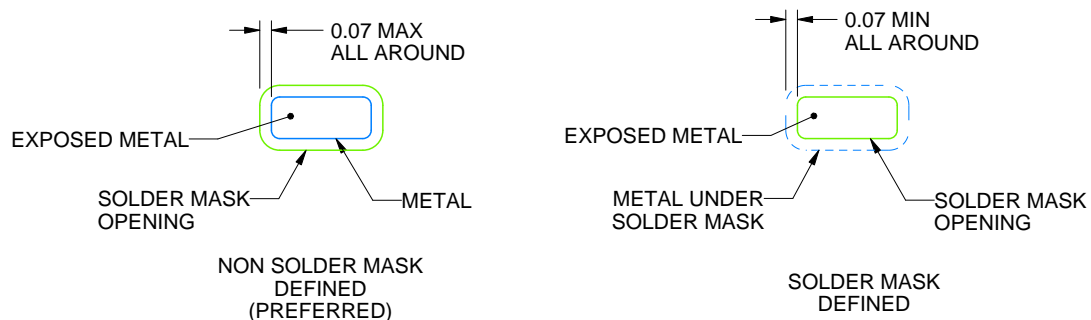 0.07 MAX
ALL AROUND
EXPOSED METAL
SOLDER MASK
OPENING
METAL
NON SOLDER MASK
DEFINED
(PREFERRED)
0.07 MIN
ALL AROUND
EXPOSED METAL
METAL UNDER
SOLDER MASK
SOLDER MASK
OPENING
SOLDER MASK
DEFINED